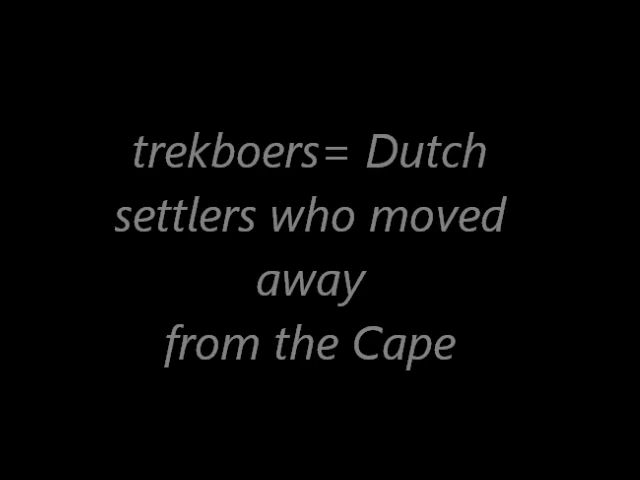 trekboers= Dutch
settlers who moved
away
from the Cape